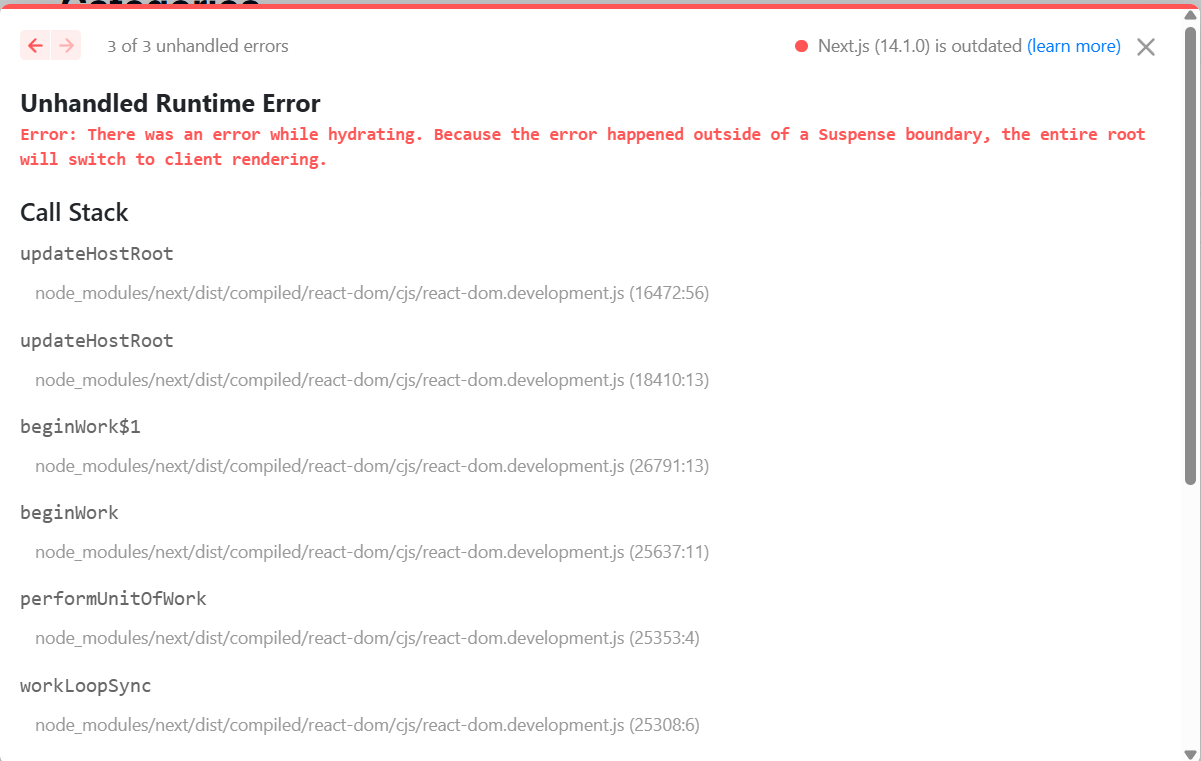 Categories
3 of 3 unhandled errors
Next.js (14.1.0) is outdated (learn more)
Unhandled Runtime Error
Error: There was an error while hydrating. Because the error happened outside of a Suspense boundary, the entire root
will switch to client rendering.
Call Stack
updateHostRoot
node_modules/next/dist/compiled/react-dom/cjs/react-dom.development.js (16472:56)
updateHostRoot
node_modules/next/dist/compiled/react-dom/cjs/react-dom.development.js (18410:13)
beginWork$1
node_modules/next/dist/compiled/react-dom/cjs/react-dom.development.js (26791:13)
beginWork
node_modules/next/dist/compiled/react-dom/cjs/react-dom.development.js (25637:11)
performUnitOfWork
node_modules/next/dist/compiled/react-dom/cjs/react-dom.development.js (25353:4)
workLoopSync
node_modules/next/dist/compiled/react-dom/cjs/react-dom.development.js (25308:6)